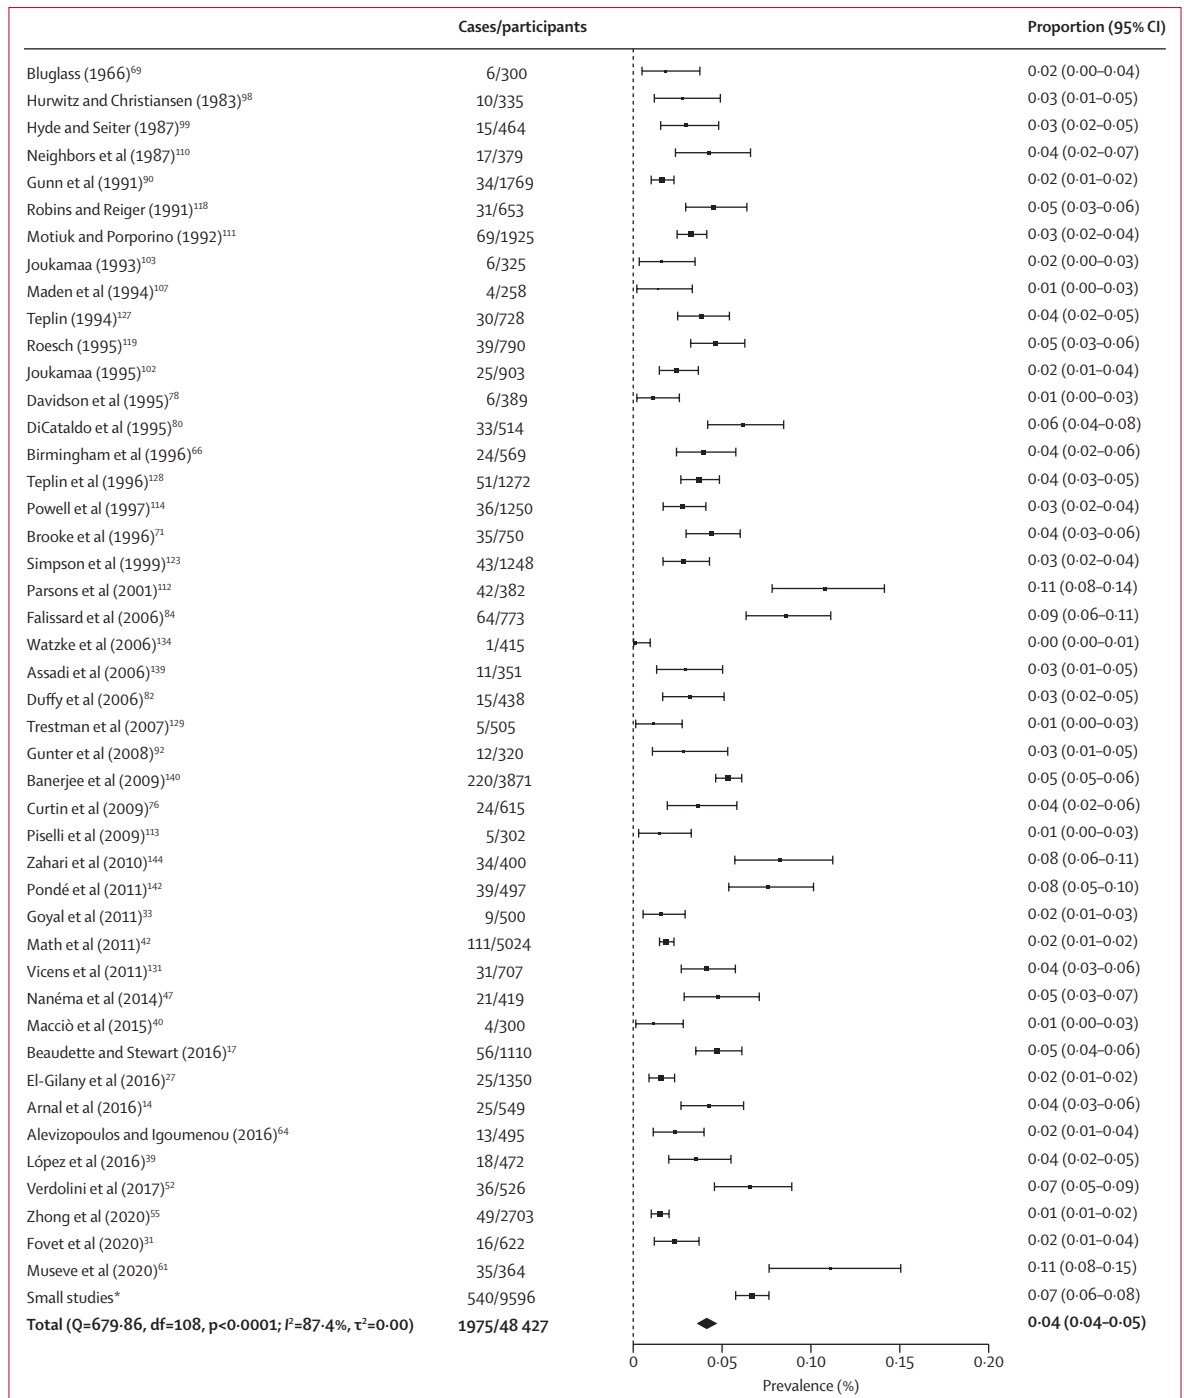 Cases/participants Proportion (95% CI)
Bluglass (1966)⁶⁹ 6/300 0·02 (0·00–0·04)
Hurwitz and Christiansen (1983)⁹⁸ 10/335 0·03 (0·01–0·05)
Hyde and Seiter (1987)⁹⁹ 15/464 0·03 (0·02–0·05)
Neighbors et al (1987)¹¹⁰ 17/379 0·04 (0·02–0·07)
Gunn et al (1991)⁹⁰ 34/1769 0·02 (0·01–0·02)
Robins and Reiger (1991)¹¹⁸ 31/653 0·05 (0·03–0·06)
Motiuk and Porporino (1992)¹¹¹ 69/1925 0·03 (0·02–0·04)
Joukamaa (1993)¹⁰³ 6/325 0·02 (0·00–0·03)
Maden et al (1994)¹⁰⁷ 4/258 0·01 (0·00–0·03)
Teplin (1994)¹²⁷ 30/728 0·04 (0·02–0·05)
Roesch (1995)¹¹⁹ 39/790 0·05 (0·03–0·06)
Joukamaa (1995)¹⁰² 25/903 0·02 (0·01–0·04)
Davidson et al (1995)⁷⁸ 6/389 0·01 (0·00–0·03)
DiCataldo et al (1995)⁸⁰ 33/514 0·06 (0·04–0·08)
Birmingham et al (1996)⁶⁶ 24/569 0·04 (0·02–0·06)
Teplin et al (1996)¹²⁸ 51/1272 0·04 (0·03–0·05)
Powell et al (1997)¹¹⁴ 36/1250 0·03 (0·02–0·04)
Brooke et al (1996)⁷¹ 35/750 0·04 (0·03–0·06)
Simpson et al (1999)¹²³ 43/1248 0·03 (0·02–0·04)
Parsons et al (2001)¹¹² 42/382 0·11 (0·08–0·14)
Falissard et al (2006)⁸⁴ 64/773 0·09 (0·06–0·11)
Watzke et al (2006)¹³⁴ 1/415 0·00 (0·00–0·01)
Assadi et al (2006)¹³⁹ 11/351 0·03 (0·01–0·05)
Duffy et al (2006)⁸² 15/438 0·03 (0·02–0·05)
Trestman et al (2007)¹²⁹ 5/505 0·01 (0·00–0·03)
Gunter et al (2008)⁹² 12/320 0·03 (0·01–0·05)
Banerjee et al (2009)¹⁴⁰ 220/3871 0·05 (0·05–0·06)
Curtin et al (2009)⁷⁶ 24/615 0·04 (0·02–0·06)
Piselli et al (2009)¹¹³ 5/302 0·01 (0·00–0·03)
Zahari et al (2010)¹⁴⁴ 34/400 0·08 (0·06–0·11)
Pondé et al (2011)¹⁴² 39/497 0·08 (0·05–0·10)
Goyal et al (2011)³³ 9/500 0·02 (0·01–0·03)
Math et al (2011)⁴² 111/5024 0·02 (0·01–0·02)
Vicens et al (2011)¹³¹ 31/707 0·04 (0·03–0·06)
Nanéma et al (2014)⁴⁷ 21/419 0·05 (0·03–0·07)
Macciò et al (2015)⁴⁰ 4/300 0·01 (0·00–0·03)
Beaudette and Stewart (2016)¹⁷ 56/1110 0·05 (0·04–0·06)
El-Gilany et al (2016)²⁷ 25/1350 0·02 (0·01–0·02)
Arnal et al (2016)¹⁴ 25/549 0·04 (0·03–0·06)
Alevizopoulos and Igoumenou (2016)⁶⁴ 13/495 0·02 (0·01–0·04)
López et al (2016)³⁹ 18/472 0·04 (0·02–0·05)
Verdolini et al (2017)⁵² 36/526 0·07 (0·05–0·09)
Zhong et al (2020)⁵⁵ 49/2703 0·01 (0·01–0·02)
Fovet et al (2020)³¹ 16/622 0·02 (0·01–0·04)
Museve et al (2020)⁶¹ 35/364 0·11 (0·08–0·15)
Small studies* 540/9596 0·07 (0·06–0·08)
Total (Q=679·86, df=108, p<0·0001; I²=87·4%, τ²=0·00) 1975/48 427 0·04 (0·04–0·05)
0 0·05 0·10 0·15 0·20
Prevalence (%)